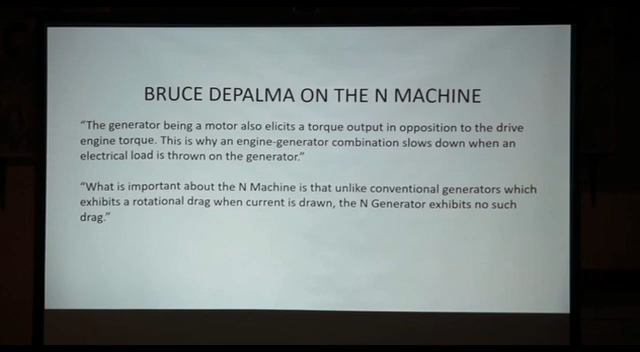 BRUCE DEPALMA ON THE N MACHINE
“The generator being a motor also elicits a torque output in opposition to the drive
engine torque. This is why an engine-generator combination slows down when an
electrical load is thrown on the generator.”
“What is important about the N Machine is that unlike conventional generators which
exhibits a rotational drag when current is drawn, the N Generator exhibits no such
drag.”